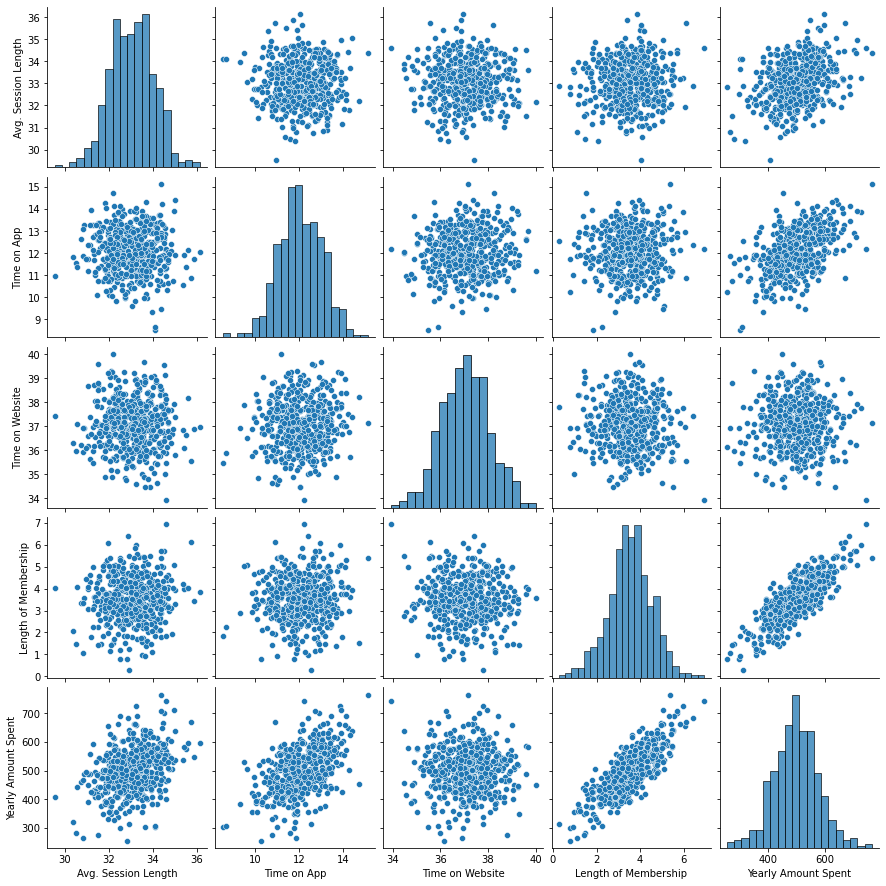 36
35
34
33
32
31
30
Avg. Session Length
15
14
13
12
11
10
9
Time on App
40
39
38
37
36
35
34
Time on Website
7
6
5
4
3
2
1
0
Length of Membership
700
600
500
400
300
Yearly Amount Spent
30 32 34 36
Avg. Session Length
10 12 14
Time on App
34 36 38 40
Time on Website
0 2 4 6
Length of Membership
400 600
Yearly Amount Spent